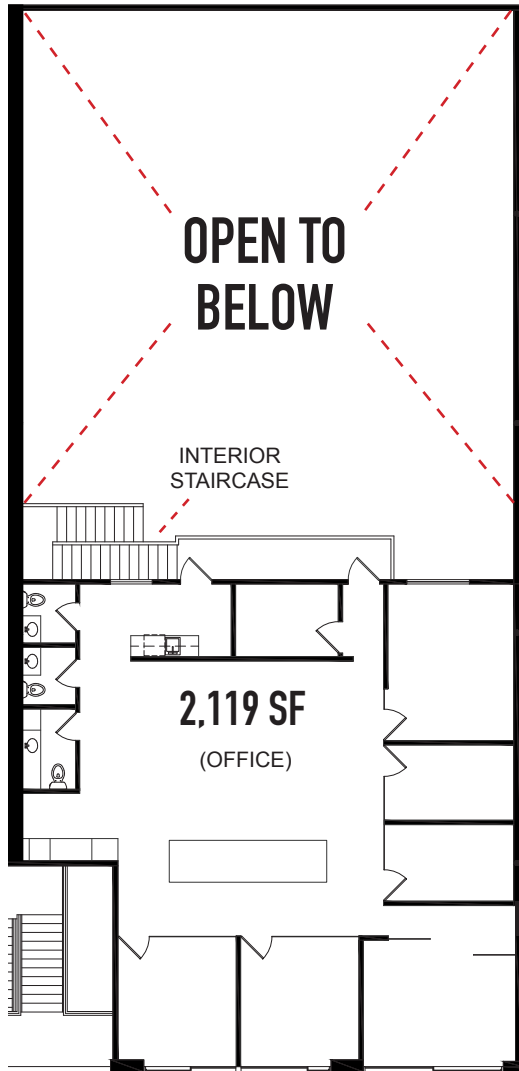 OPEN TO
BELOW
INTERIOR
STAIRCASE
2,119 SF
(OFFICE)